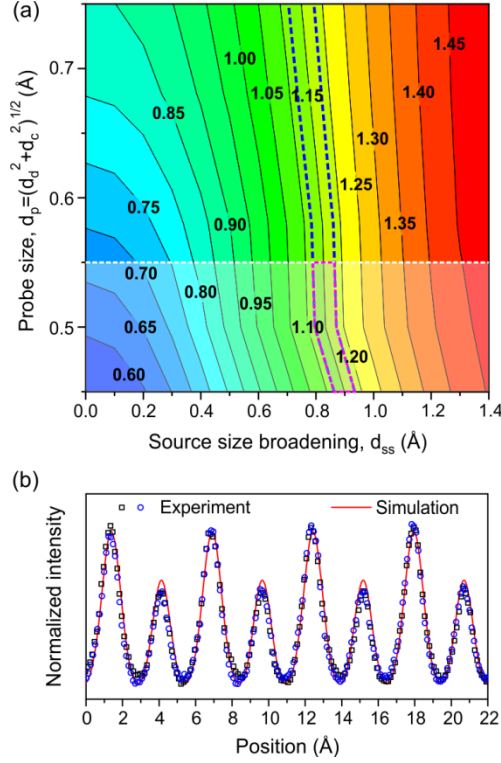 (a)
Probe size, d_p=(d_d²+d_c²)^1/2 (Å)
0.7
0.6
0.5
1.00
1.45
0.85
1.05
1.15
1.40
1.30
0.75
0.90
1.25
1.35
0.70
0.80
0.95
0.65
1.10
1.20
0.60
0.0 0.2 0.4 0.6 0.8 1.0 1.2 1.4
Source size broadening, d_ss (Å)
(b)
Normalized intensity
Experiment Simulation
0 2 4 6 8 10 12 14 16 18 20 22
Position (Å)